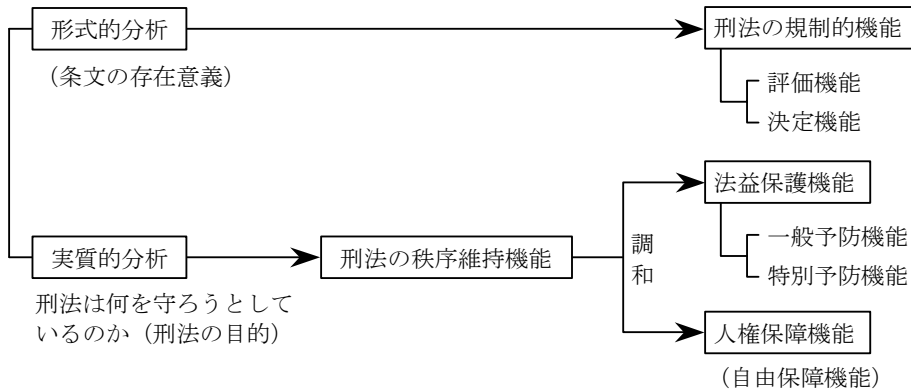 形式的分析
(条文の存在意義)
刑法の規制的機能
評価機能
決定機能
実質的分析
刑法は何を守ろうとして
いるのか(刑法の目的)
刑法の秩序維持機能
調和
法益保護機能
一般予防機能
特別予防機能
人権保障機能
(自由保障機能)